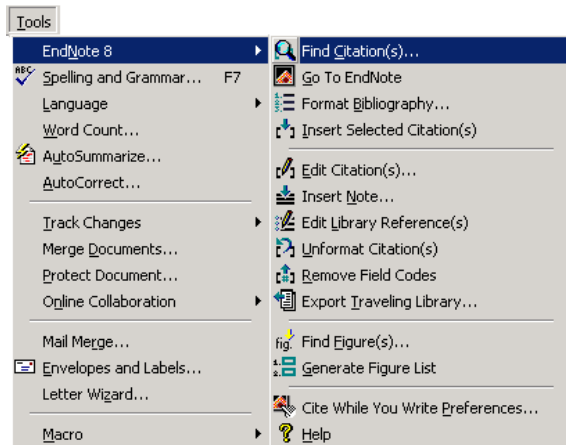 Tools
EndNote 8
ABC
Spelling and Grammar... F7
Language
Word Count...
AutoSummarize...
AutoCorrect...
Track Changes
Merge Documents...
Protect Document...
Online Collaboration
Mail Merge...
Envelopes and Labels...
Letter Wizard...
Macro
Find Citation(s)...
Go To EndNote
Format Bibliography...
Insert Selected Citation(s)
Edit Citation(s)...
Insert Note...
Edit Library Reference(s)
Unformat Citation(s)
Remove Field Codes
Export Traveling Library...
fig. Find Figure(s)...
Generate Figure List
Cite While You Write Preferences...
Help